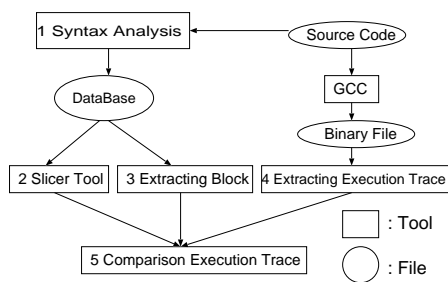 1 Syntax Analysis
Source Code
DataBase
GCC
Binary File
2 Slicer Tool
3 Extracting Block
4 Extracting Execution Trace
: Tool
5 Comparison Execution Trace
: File